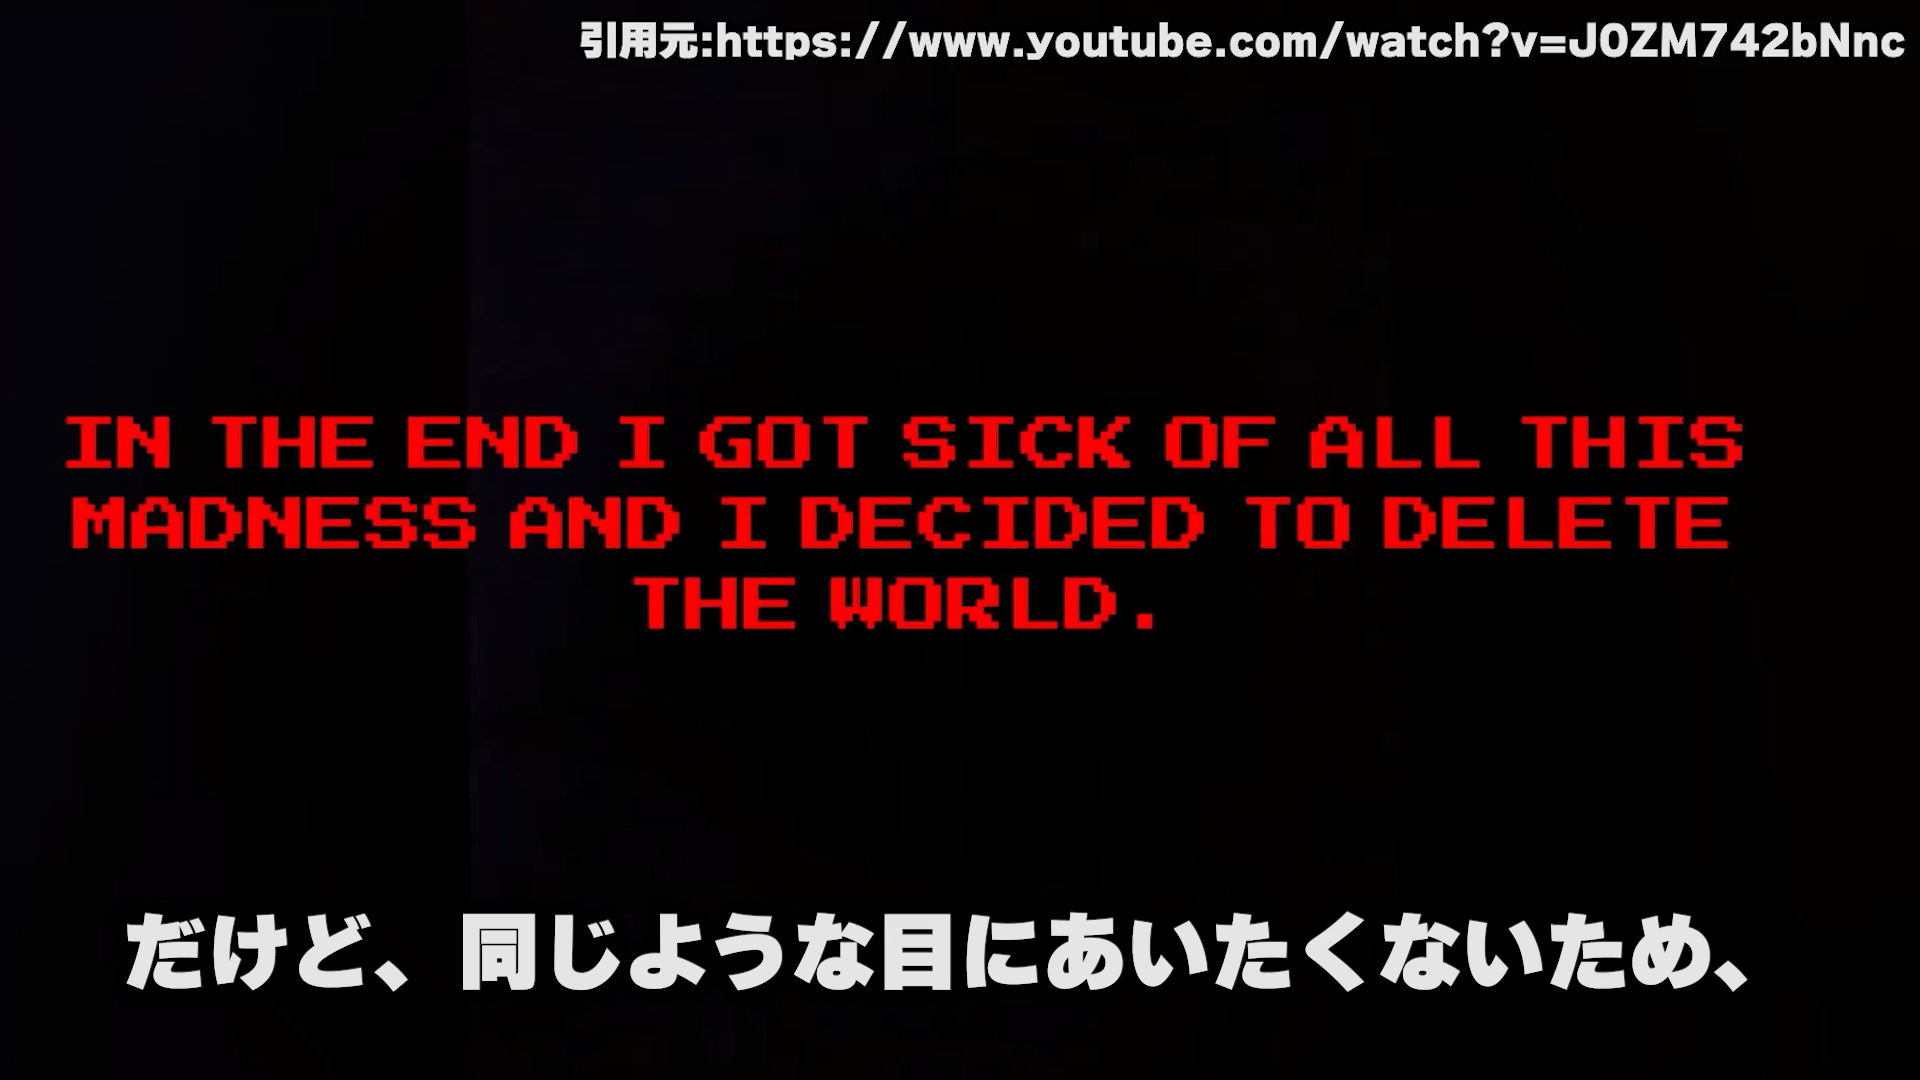 引用元:https://www.youtube.com/watch?v=J0ZM742bNnc
IN THE END I GOT SICK OF ALL THIS
MADNESS AND I DECIDED TO DELETE
THE WORLD.
だけど、同じような目にあいたくないため、